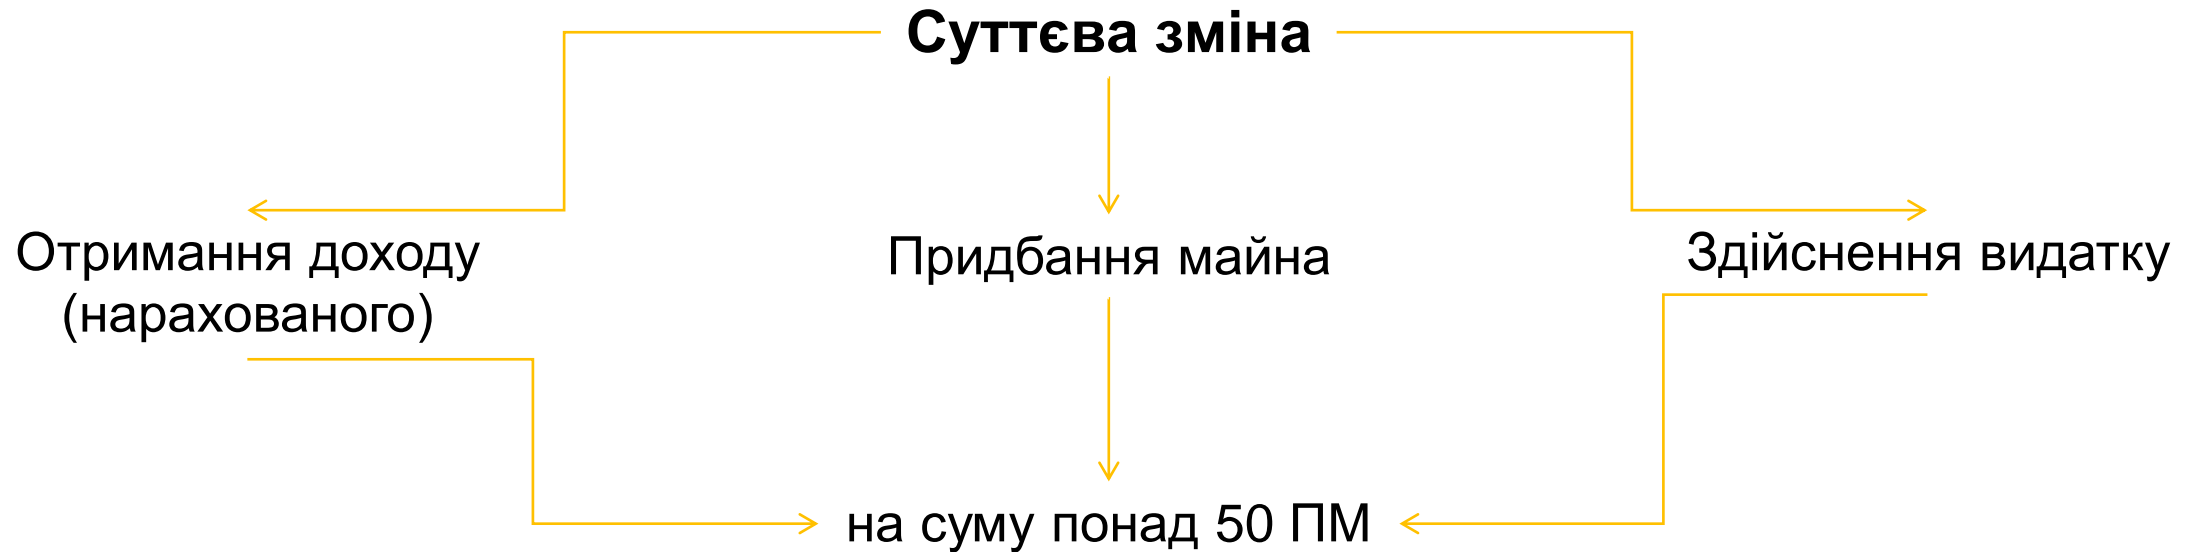 Суттєва зміна
Отримання доходу
(нарахованого)
Придбання майна
Здійснення видатку
на суму понад 50 ПМ